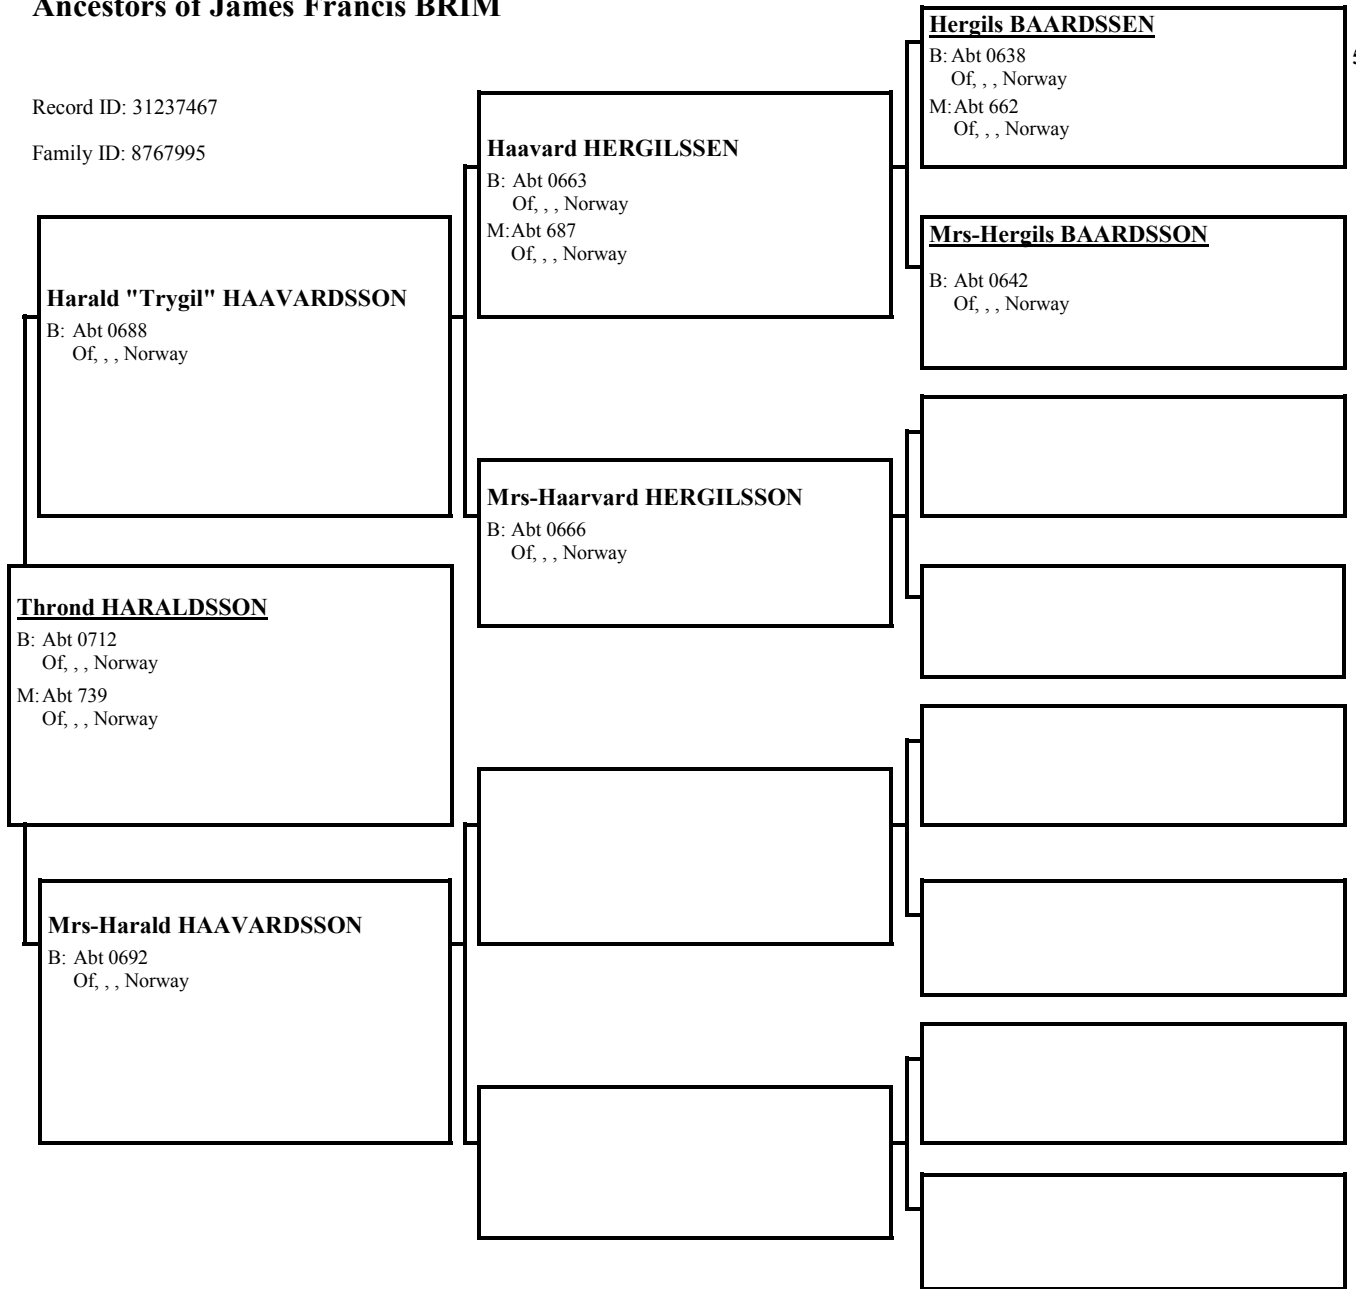 Ancestors of James Francis BRIM
Record ID: 31237467
Family ID: 8767995
Thrond HARALDSSON
B: Abt 0712
Of, , , Norway
M: Abt 739
Of, , , Norway
Harald "Trygil" HAAVARDSSON
B: Abt 0688
Of, , , Norway
Mrs-Harald HAAVARDSSON
B: Abt 0692
Of, , , Norway
Haavard HERGILSSEN
B: Abt 0663
Of, , , Norway
M: Abt 687
Of, , , Norway
Mrs-Haarvard HERGILSSON
B: Abt 0666
Of, , , Norway
Hergils BAARDSSEN
B: Abt 0638
Of, , , Norway
M: Abt 662
Of, , , Norway
Mrs-Hergils BAARDSSON
B: Abt 0642
Of, , , Norway